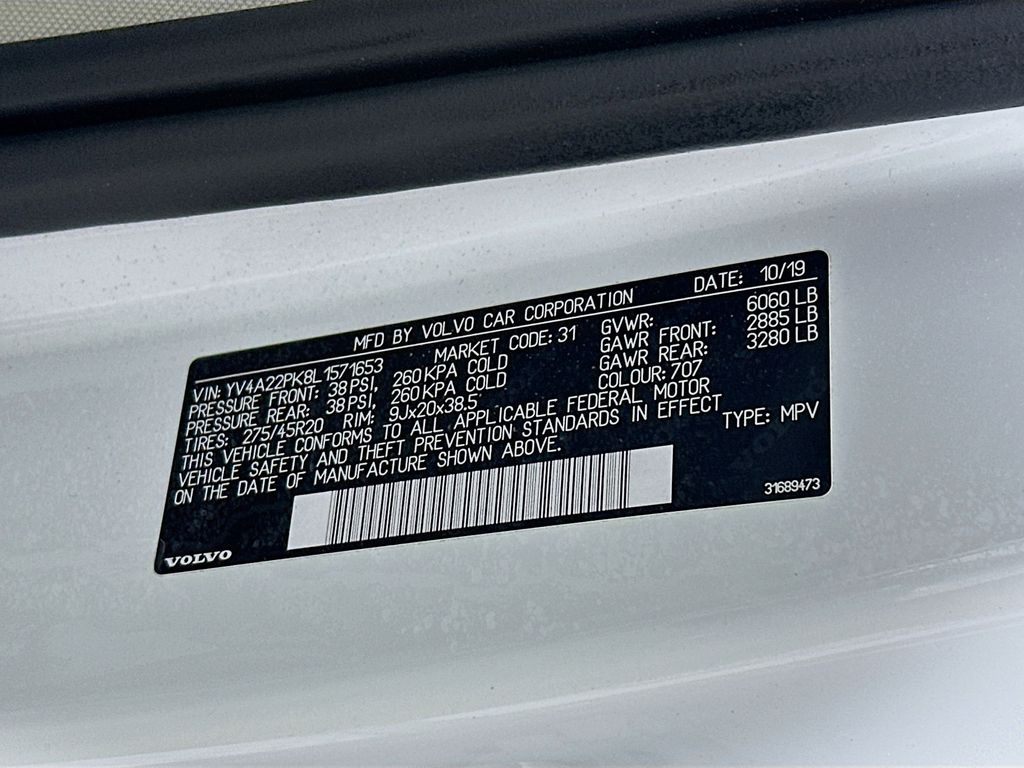 MFD BY VOLVO CAR CORPORATION DATE: 10/19
VIN: YV4A22PK8L1571653 MARKET CODE: 31 GVWR: 6060 LB
PRESSURE FRONT: 38 PSI, 260 KPA COLD GAWR FRONT: 2885 LB
PRESSURE REAR: 38 PSI, 260 KPA COLD GAWR REAR: 3280 LB
TIRES: 275/45R20 RIM: 9Jx20x38.5 COLOUR: 707
THIS VEHICLE CONFORMS TO ALL APPLICABLE FEDERAL MOTOR
VEHICLE SAFETY AND THEFT PREVENTION STANDARDS IN EFFECT
ON THE DATE OF MANUFACTURE SHOWN ABOVE. TYPE: MPV
31689473
VOLVO